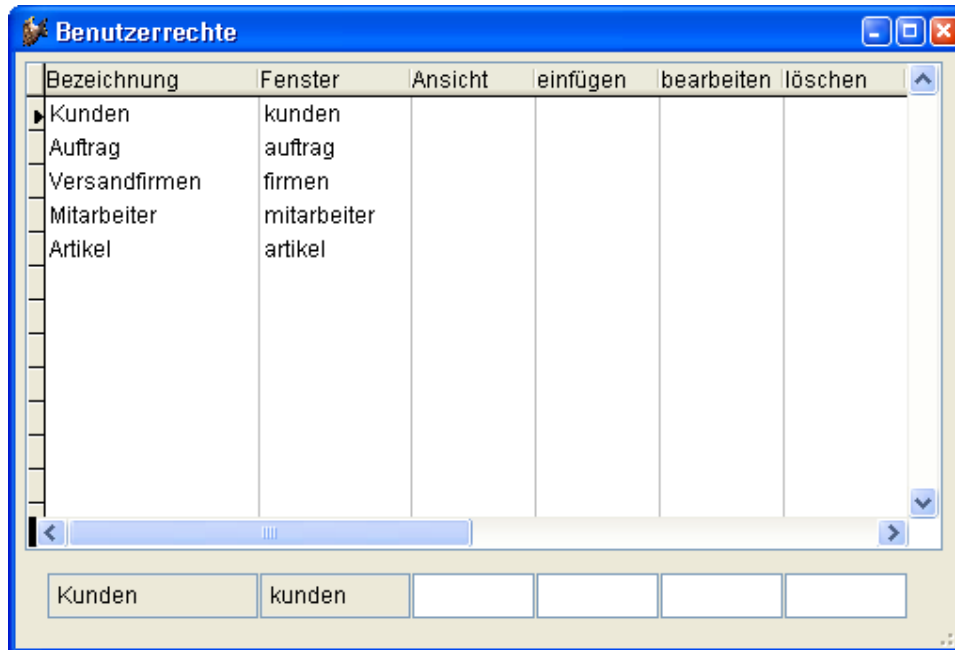 Benutzerrechte
Bezeichnung Fenster Ansicht einfügen bearbeiten löschen
Kunden kunden
Auftrag auftrag
Versandfirmen firmen
Mitarbeiter mitarbeiter
Artikel artikel
Kunden kunden